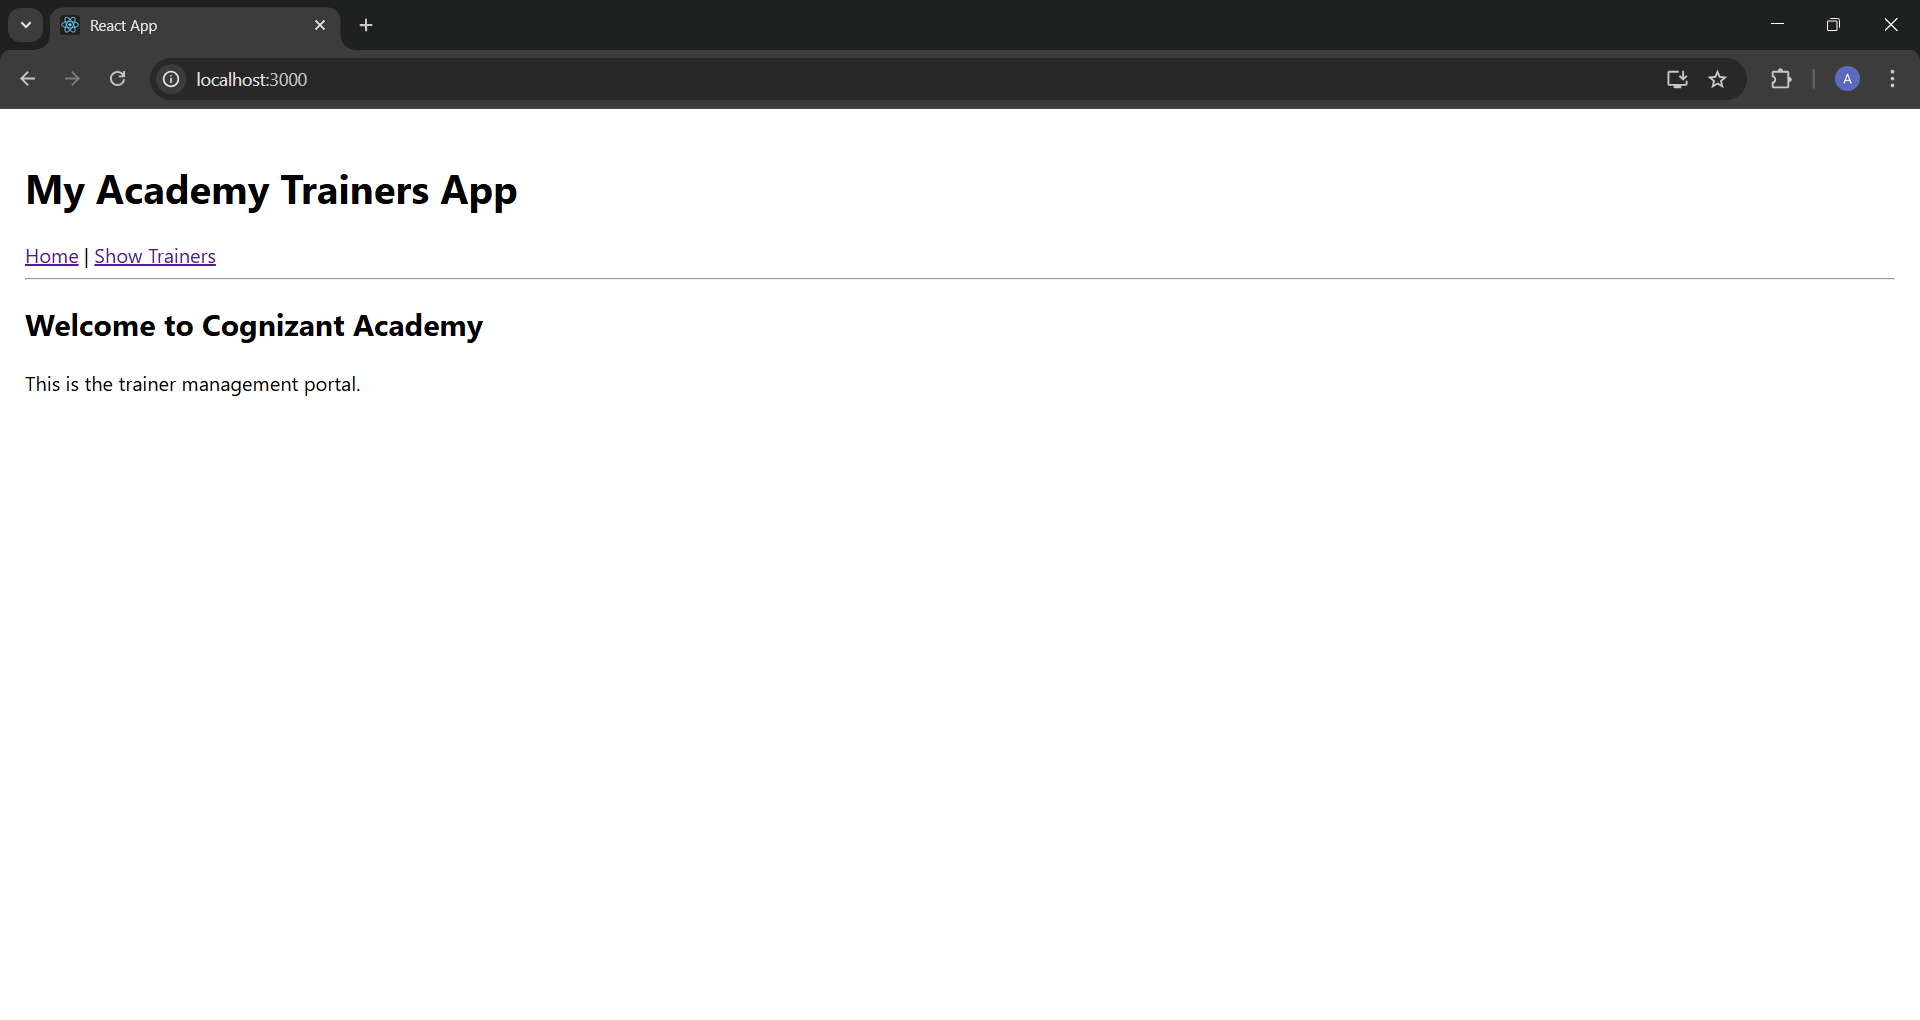 React App
localhost:3000
A
My Academy Trainers App
Home | Show Trainers
Welcome to Cognizant Academy
This is the trainer management portal.